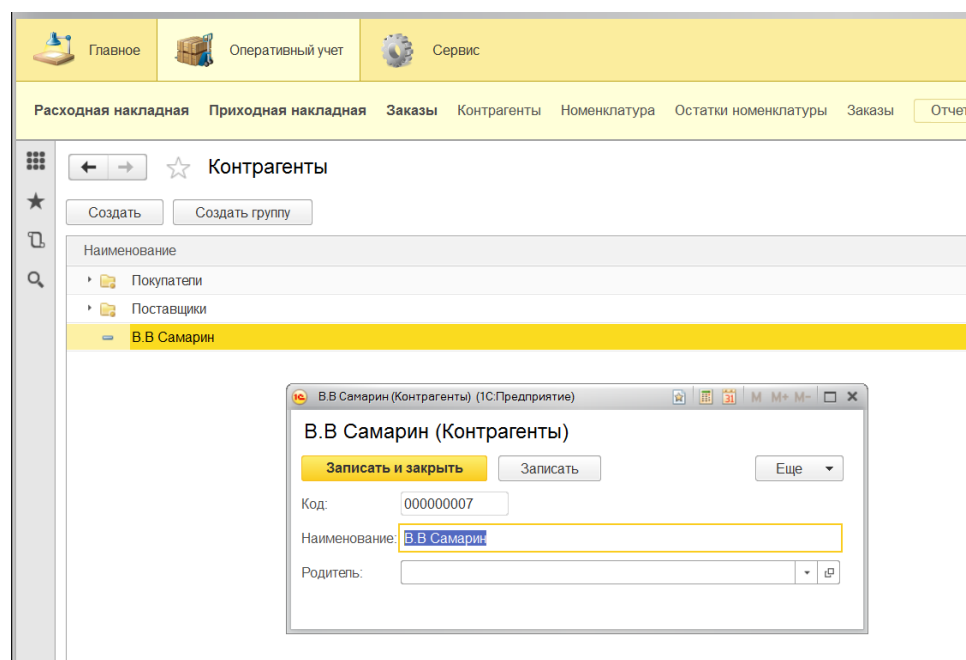 Главное Оперативный учет Сервис
Расходная накладная Приходная накладная Заказы Контрагенты Номенклатура Остатки номенклатуры Заказы Отчет
Контрагенты
Создать Создать группу
Наименование
Покупатели
Поставщики
В.В Самарин
1С В.В Самарин (Контрагенты) (1С:Предприятие) 31 M M+ M-
В.В Самарин (Контрагенты)
Записать и закрыть Записать Еще
Код: 000000007
Наименование: В.В Самарин
Родитель: